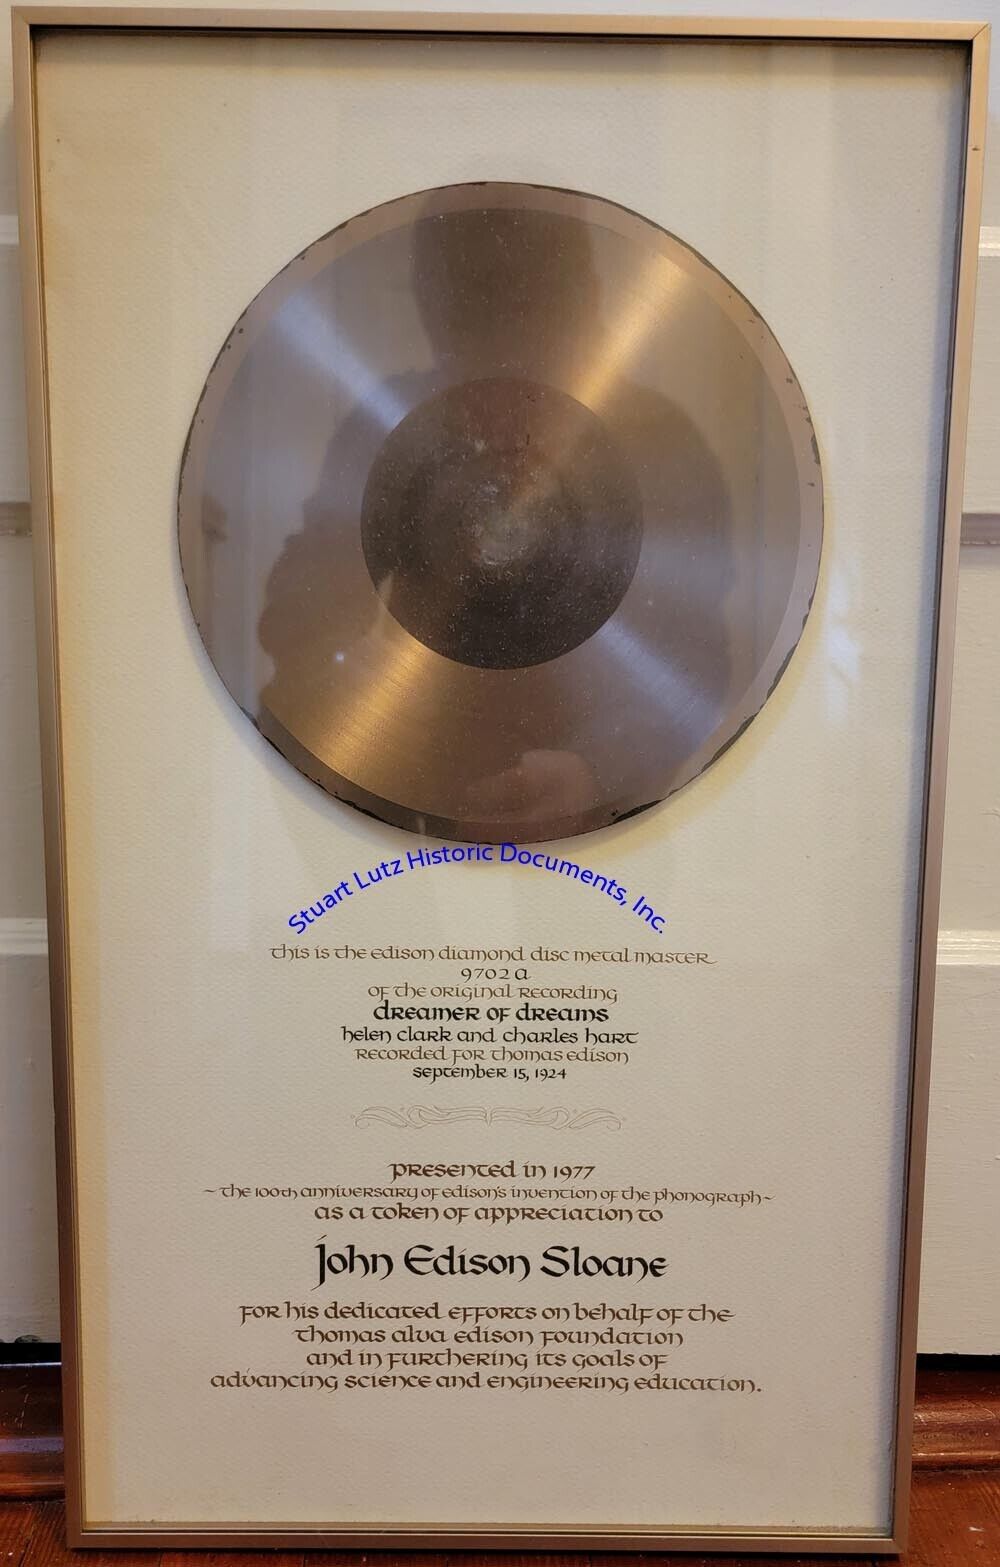 Stuart Lutz Historic Documents, Inc.
this is the edison diamond disc metal master
9702 a
of the original recording
dreamer of dreams
helen clark and charles hart
recorded for thomas edison
september 15, 1924
presented in 1977
~ the 100th anniversary of edison's invention of the phonograph ~
as a token of appreciation to
John Edison Sloane
for his dedicated efforts on behalf of the
thomas alva edison foundation
and in furthering its goals of
advancing science and engineering education.